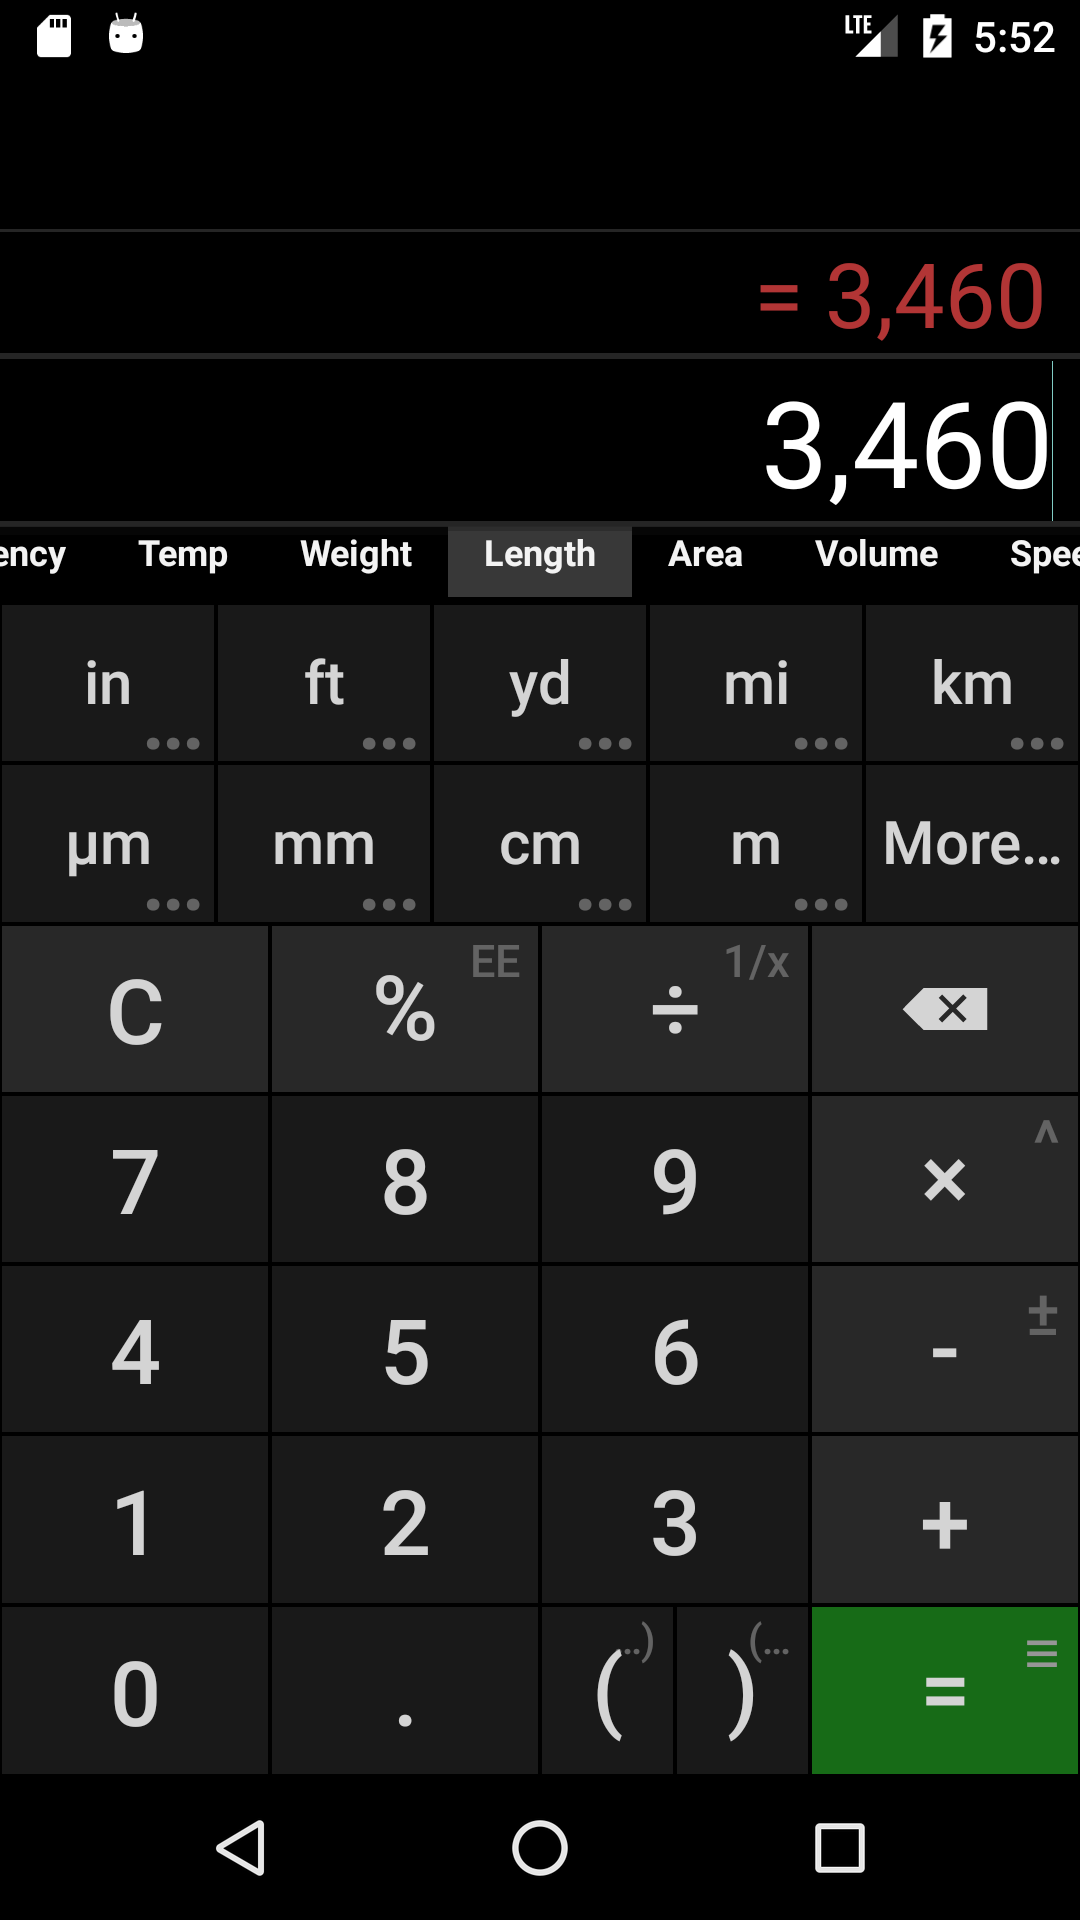 LTE 5:52
= 3,460
3,460
ency Temp Weight Length Area Volume Spee
in ft yd mi km
µm mm cm m More...
C % EE ÷ 1/x
7 8 9 × ^
4 5 6 - ±
1 2 3 +
0 . ( ..) ) (... =